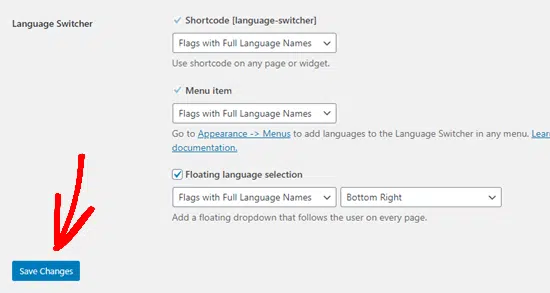 Language Switcher
Shortcode [language-switcher]
Flags with Full Language Names
Use shortcode on any page or widget.
Menu item
Flags with Full Language Names
Go to Appearance -> Menus to add languages to the Language Switcher in any menu. Lear
documentation.
Floating language selection
Flags with Full Language Names Bottom Right
Add a floating dropdown that follows the user on every page.
Save Changes